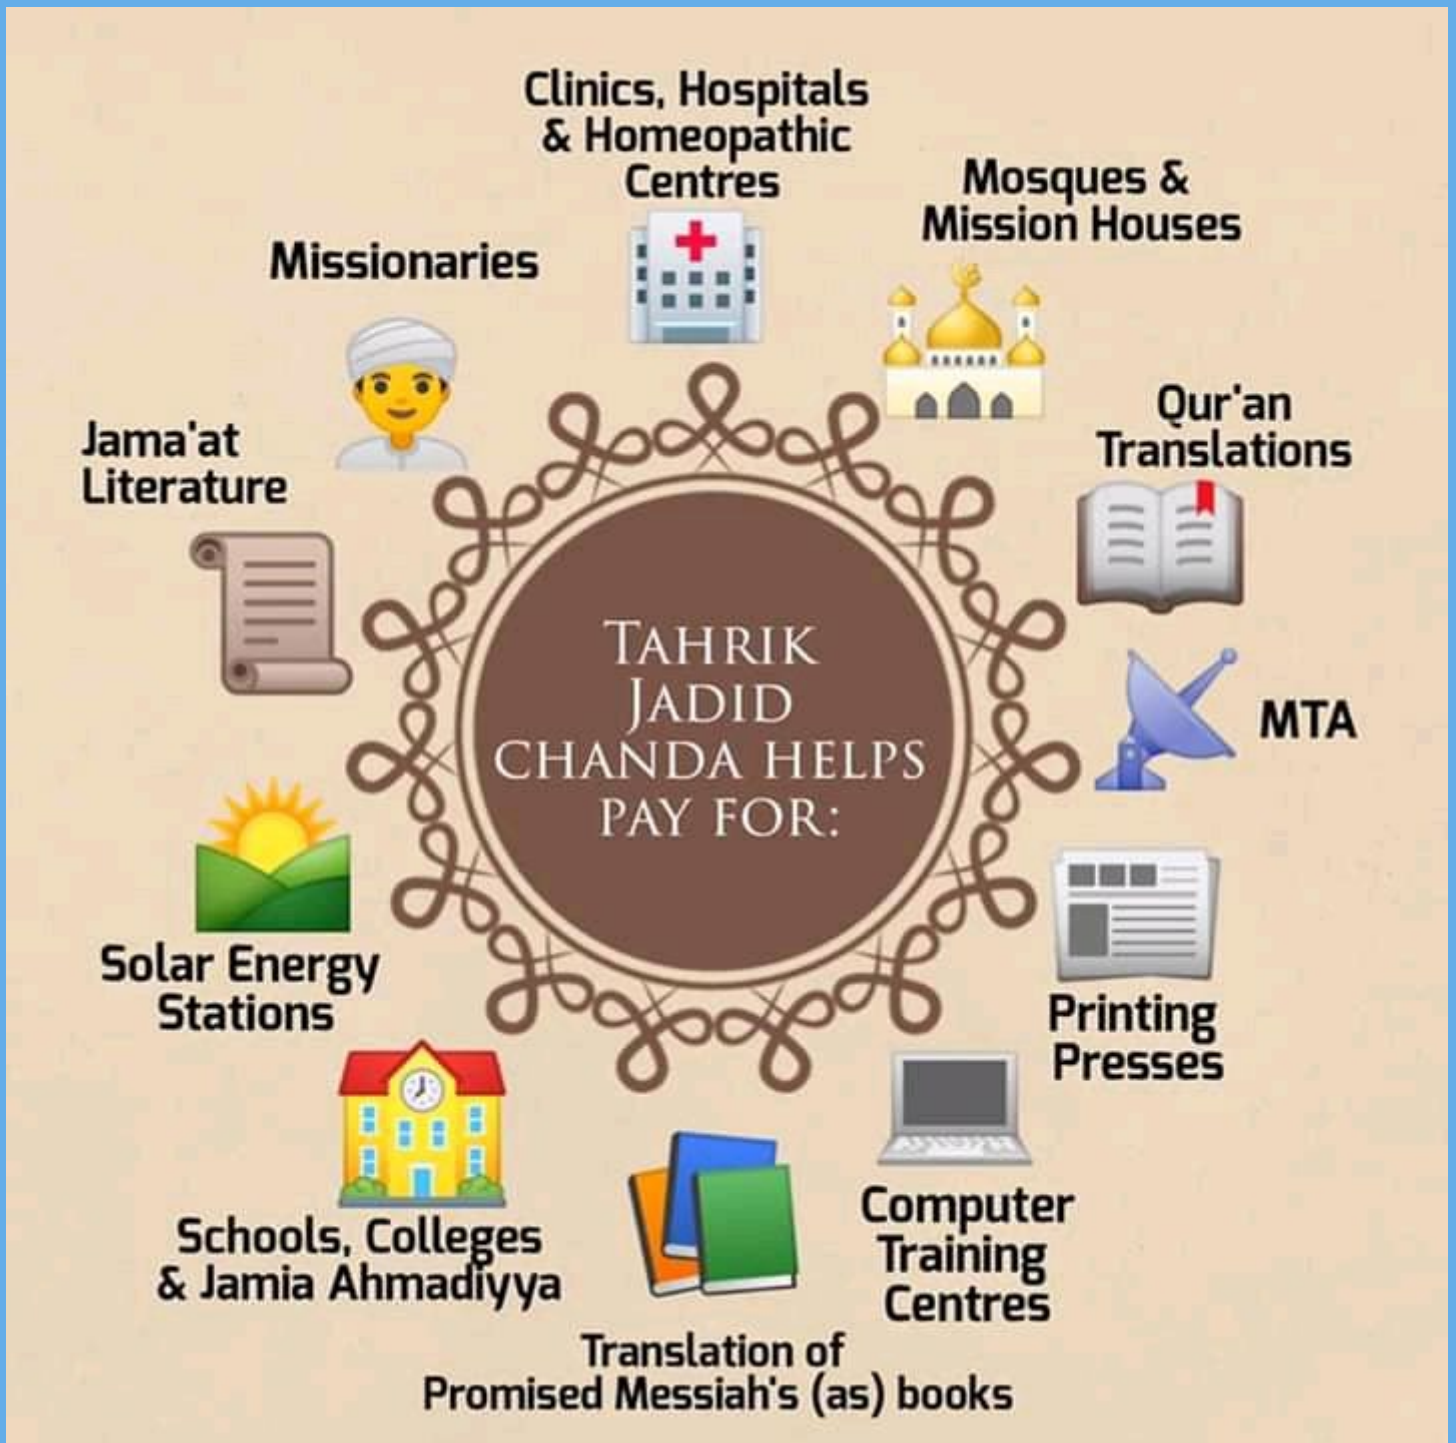 Clinics, Hospitals
& Homeopathic
Centres
Mosques &
Mission Houses
Missionaries
Qur'an
Translations
Jama'at
Literature
TAHRIK
JADID
CHANDA HELPS
PAY FOR:
MTA
Solar Energy
Stations
Printing
Presses
Schools, Colleges
& Jamia Ahmadiyya
Computer
Training
Centres
Translation of
Promised Messiah's (as) books